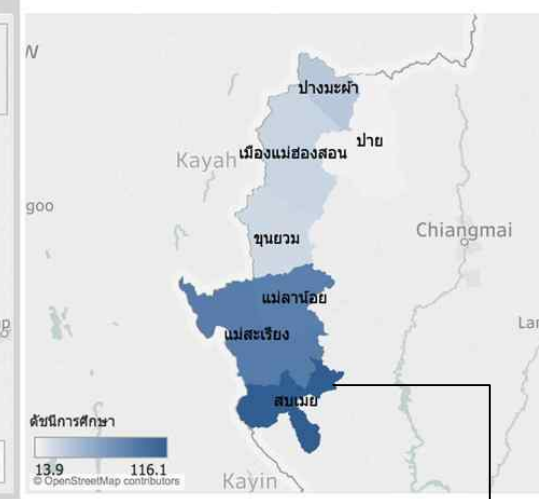 ปางมะผ้า
ปาย
Kayah
เมืองแม่ฮ่องสอน
goo
ขุนยวม
Chiangmai
แม่ลาน้อย
Lar
แม่สะเรียง
สบเมย
ดัชนีการศึกษา
13.9 116.1
© OpenStreetMap contributors
Kayin